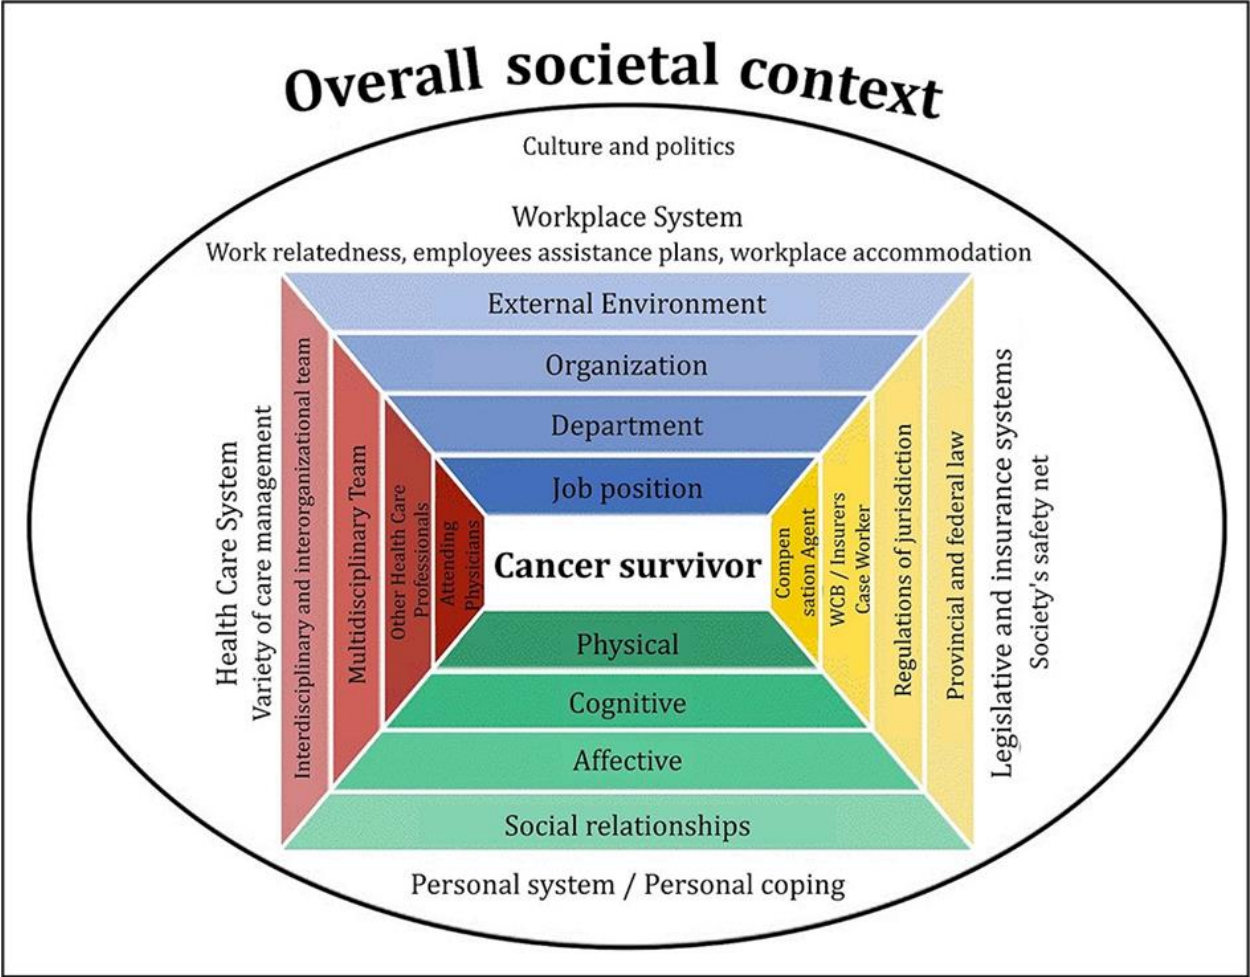 Overall societal context
Culture and politics
Workplace System
Work relatedness, employees assistance plans, workplace accommodation
External Environment
Organization
Department
Job position
Health Care System
Variety of care management
Interdisciplinary and interorganizational team
Multidisciplinary Team
Other Health Care
Professionals
Attending
Physicians
Cancer survivor
Compen
sation Agent
WCB / Insurers
Case Worker
Regulations of jurisdiction
Provincial and federal law
Legislative and insurance systems
Society's safety net
Physical
Cognitive
Affective
Social relationships
Personal system / Personal coping